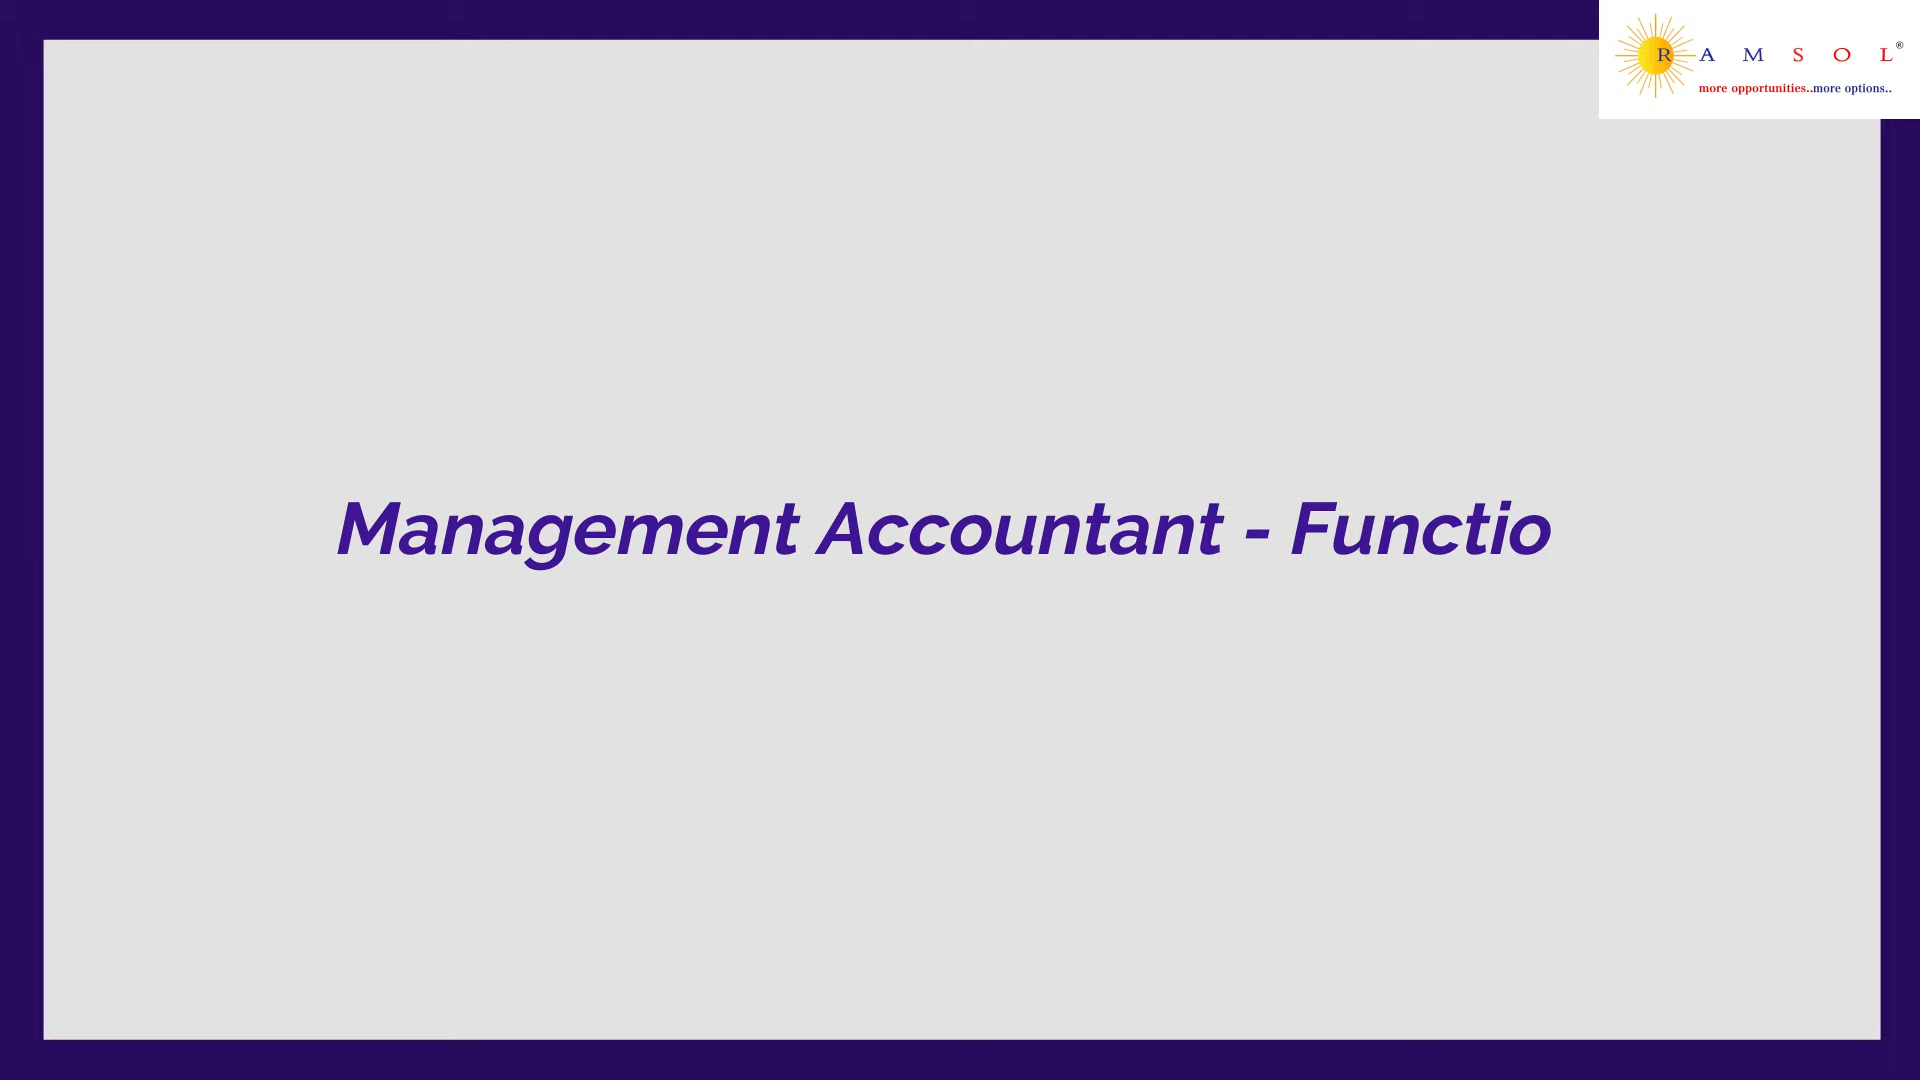 R A M S O L ®
more opportunities..more options..
Management Accountant - Functio